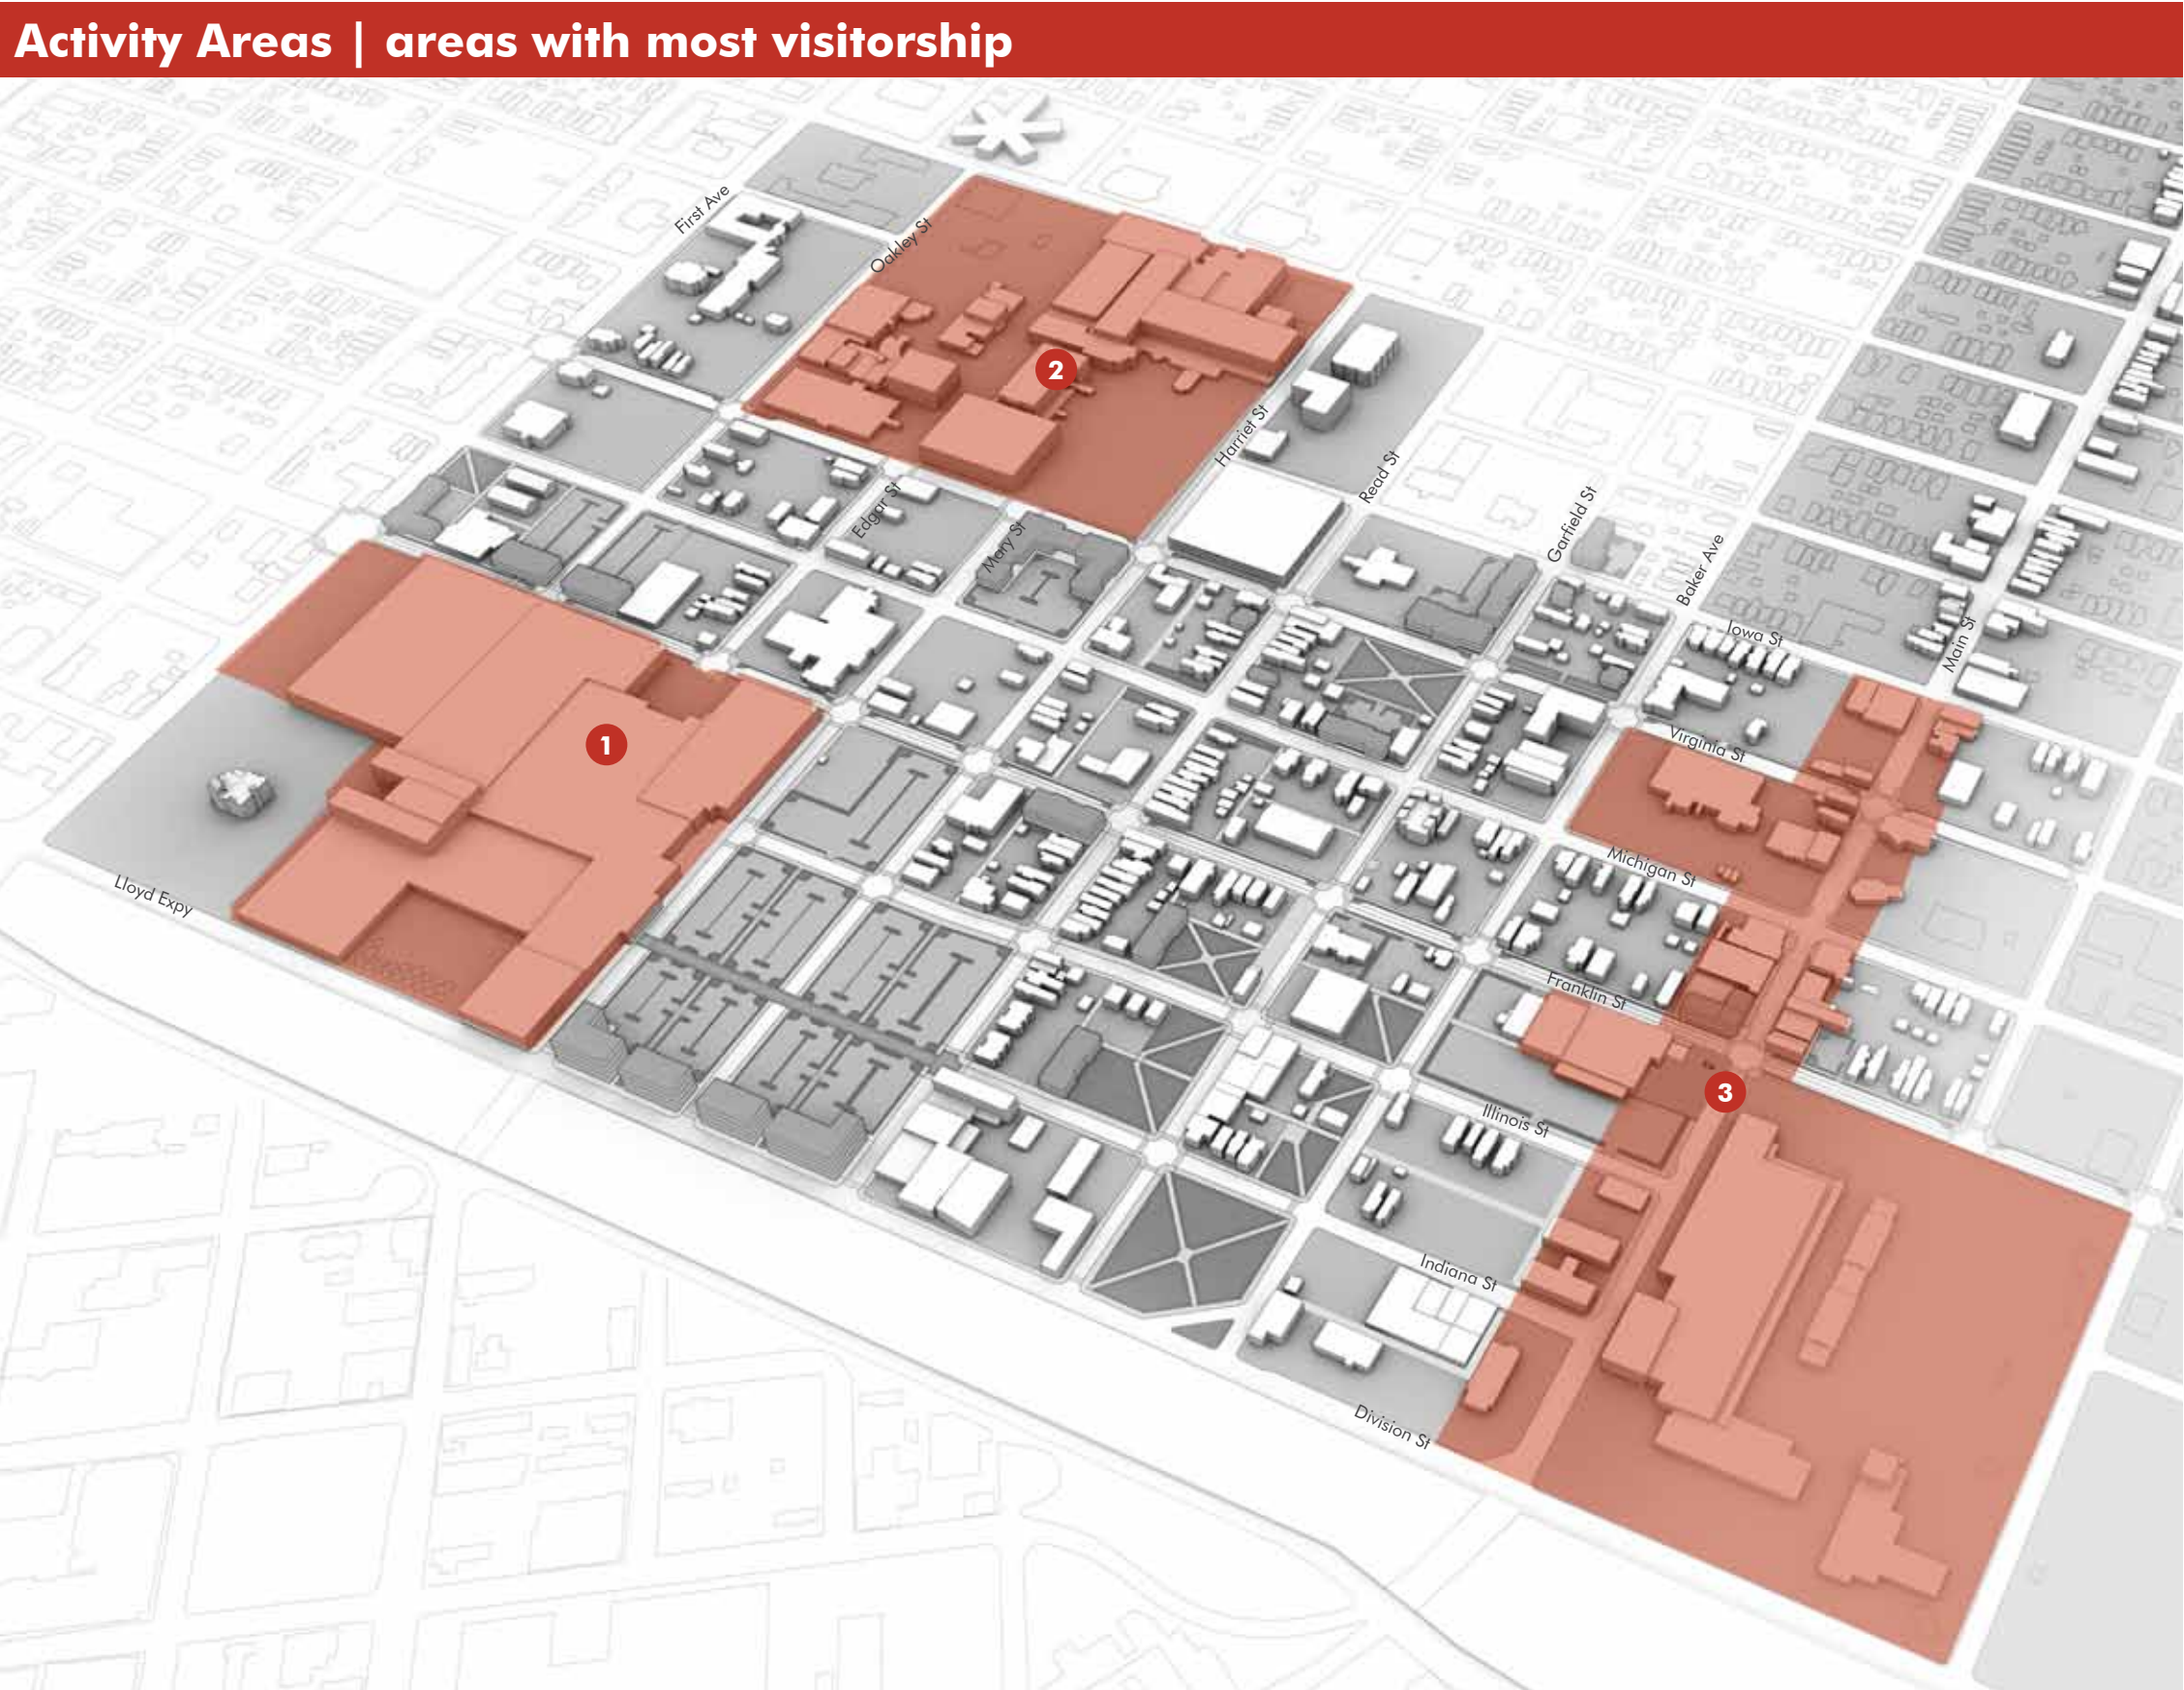 Activity Areas | areas with most visitorship
First Ave
Oakley St
2
Harriet St
Read St
Edgar St
Mary St
Garfield St
Baker Ave
Iowa St
Main St
1
Virginia St
Michigan St
Lloyd Expy
Franklin St
3
Illinois St
Indiana St
Division St